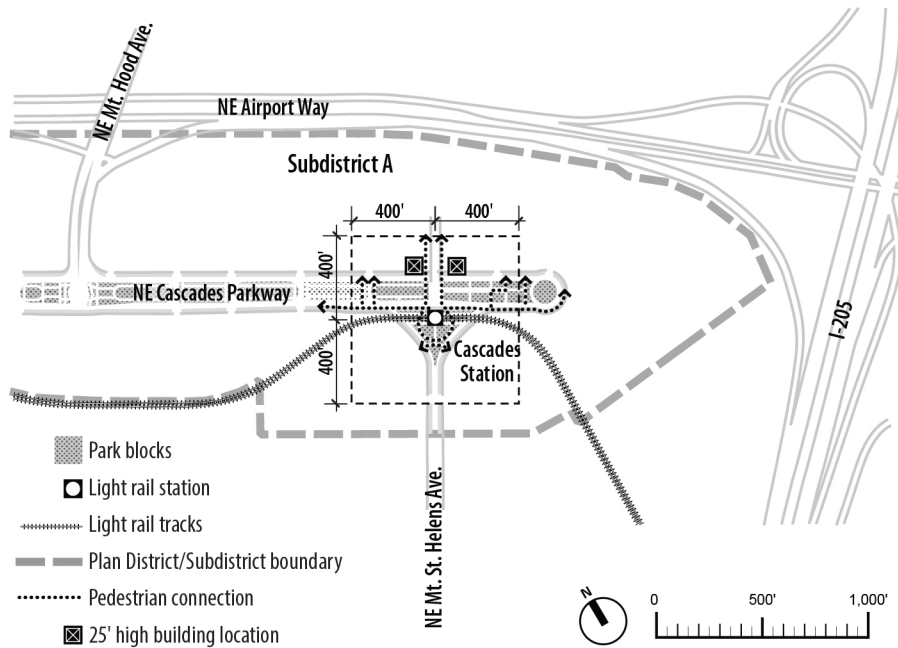 NE Mt. Hood Ave.
NE Airport Way
Subdistrict A
400' 400'
400'
NE Cascades Parkway
I-205
400'
Cascades
Station
Park blocks
Light rail station
Light rail tracks
Plan District/Subdistrict boundary
Pedestrian connection
25' high building location
NE Mt. St. Helens Ave.
N
0 500' 1,000'